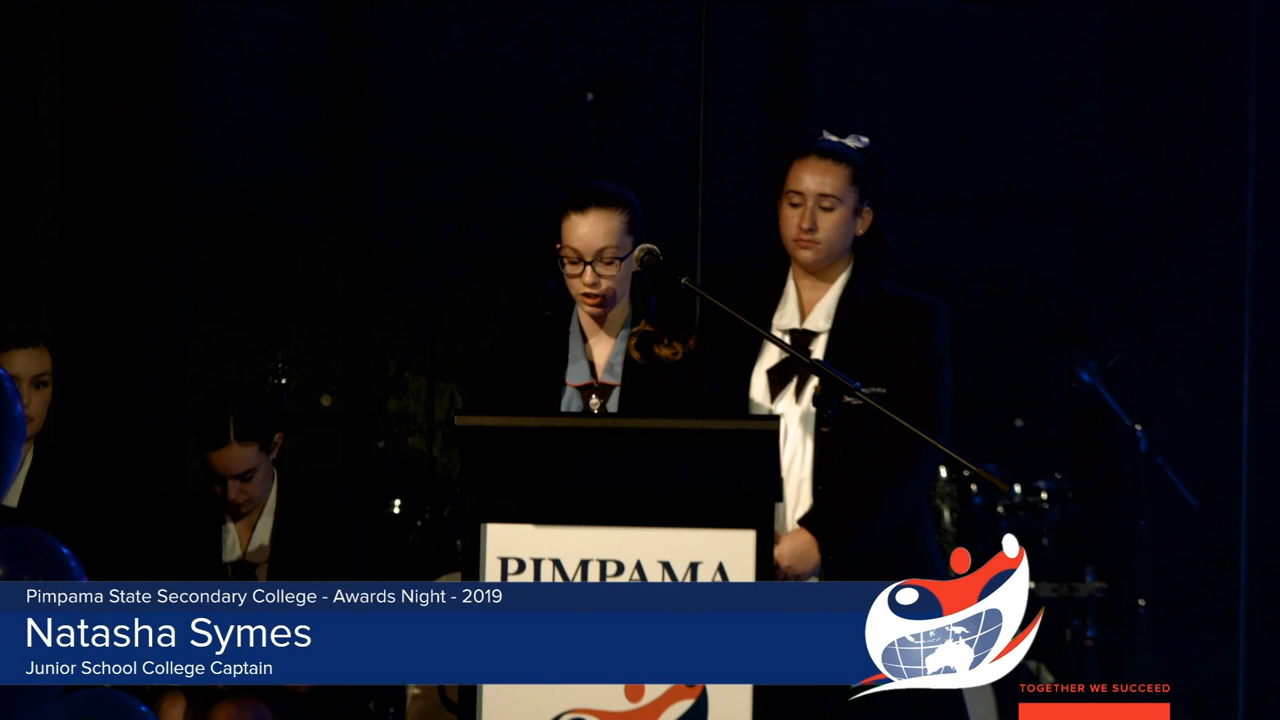 PIMPAMA
Pimpama State Secondary College - Awards Night - 2019
Natasha Symes
Junior School College Captain
TOGETHER WE SUCCEED